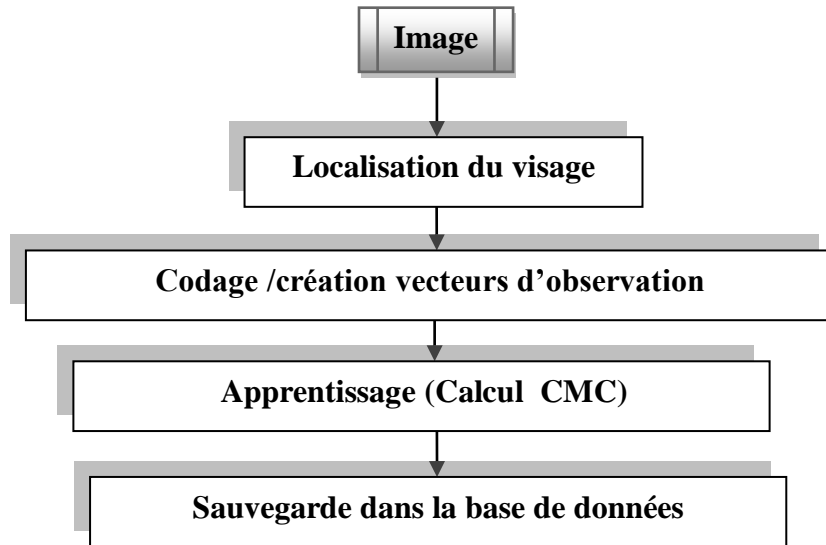 Image
Localisation du visage
Codage /création vecteurs d’observation
Apprentissage (Calcul CMC)
Sauvegarde dans la base de données